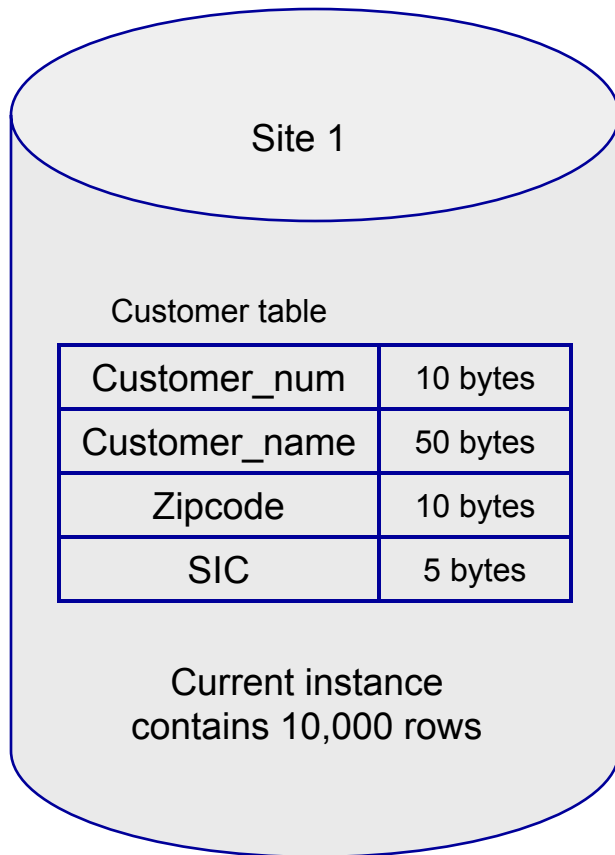 Site 1
Customer table
Customer_num 10 bytes
Customer_name 50 bytes
Zipcode 10 bytes
SIC 5 bytes
Current instance
contains 10,000 rows